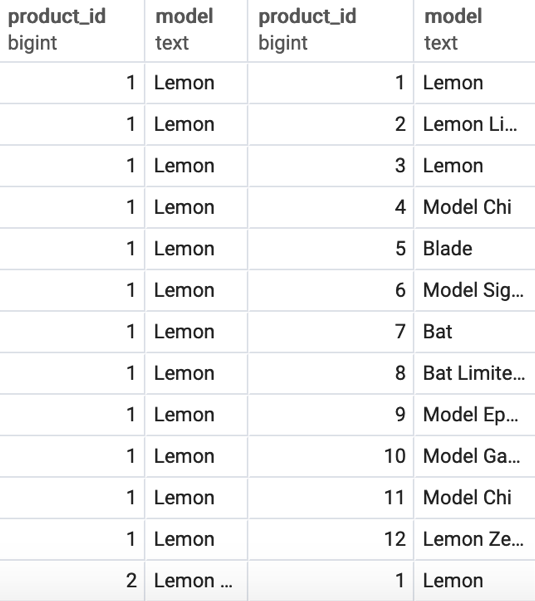 product_id model product_id model
bigint text bigint text
1 Lemon 1 Lemon
1 Lemon 2 Lemon Li...
1 Lemon 3 Lemon
1 Lemon 4 Model Chi
1 Lemon 5 Blade
1 Lemon 6 Model Sig...
1 Lemon 7 Bat
1 Lemon 8 Bat Limite...
1 Lemon 9 Model Ep...
1 Lemon 10 Model Ga...
1 Lemon 11 Model Chi
1 Lemon 12 Lemon Ze...
2 Lemon ... 1 Lemon